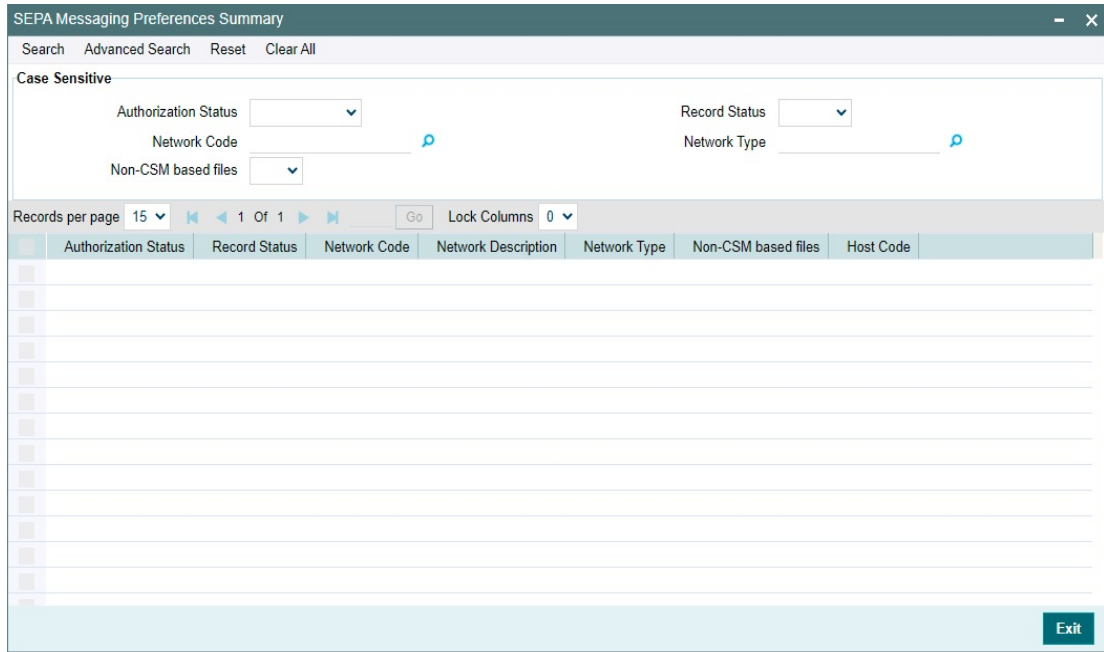 SEPA Messaging Preferences Summary
Search Advanced Search Reset Clear All
Case Sensitive
Authorization Status Record Status
Network Code Network Type
Non-CSM based files
Records per page 15 1 Of 1 Go Lock Columns 0
Authorization Status Record Status Network Code Network Description Network Type Non-CSM based files Host Code
Exit